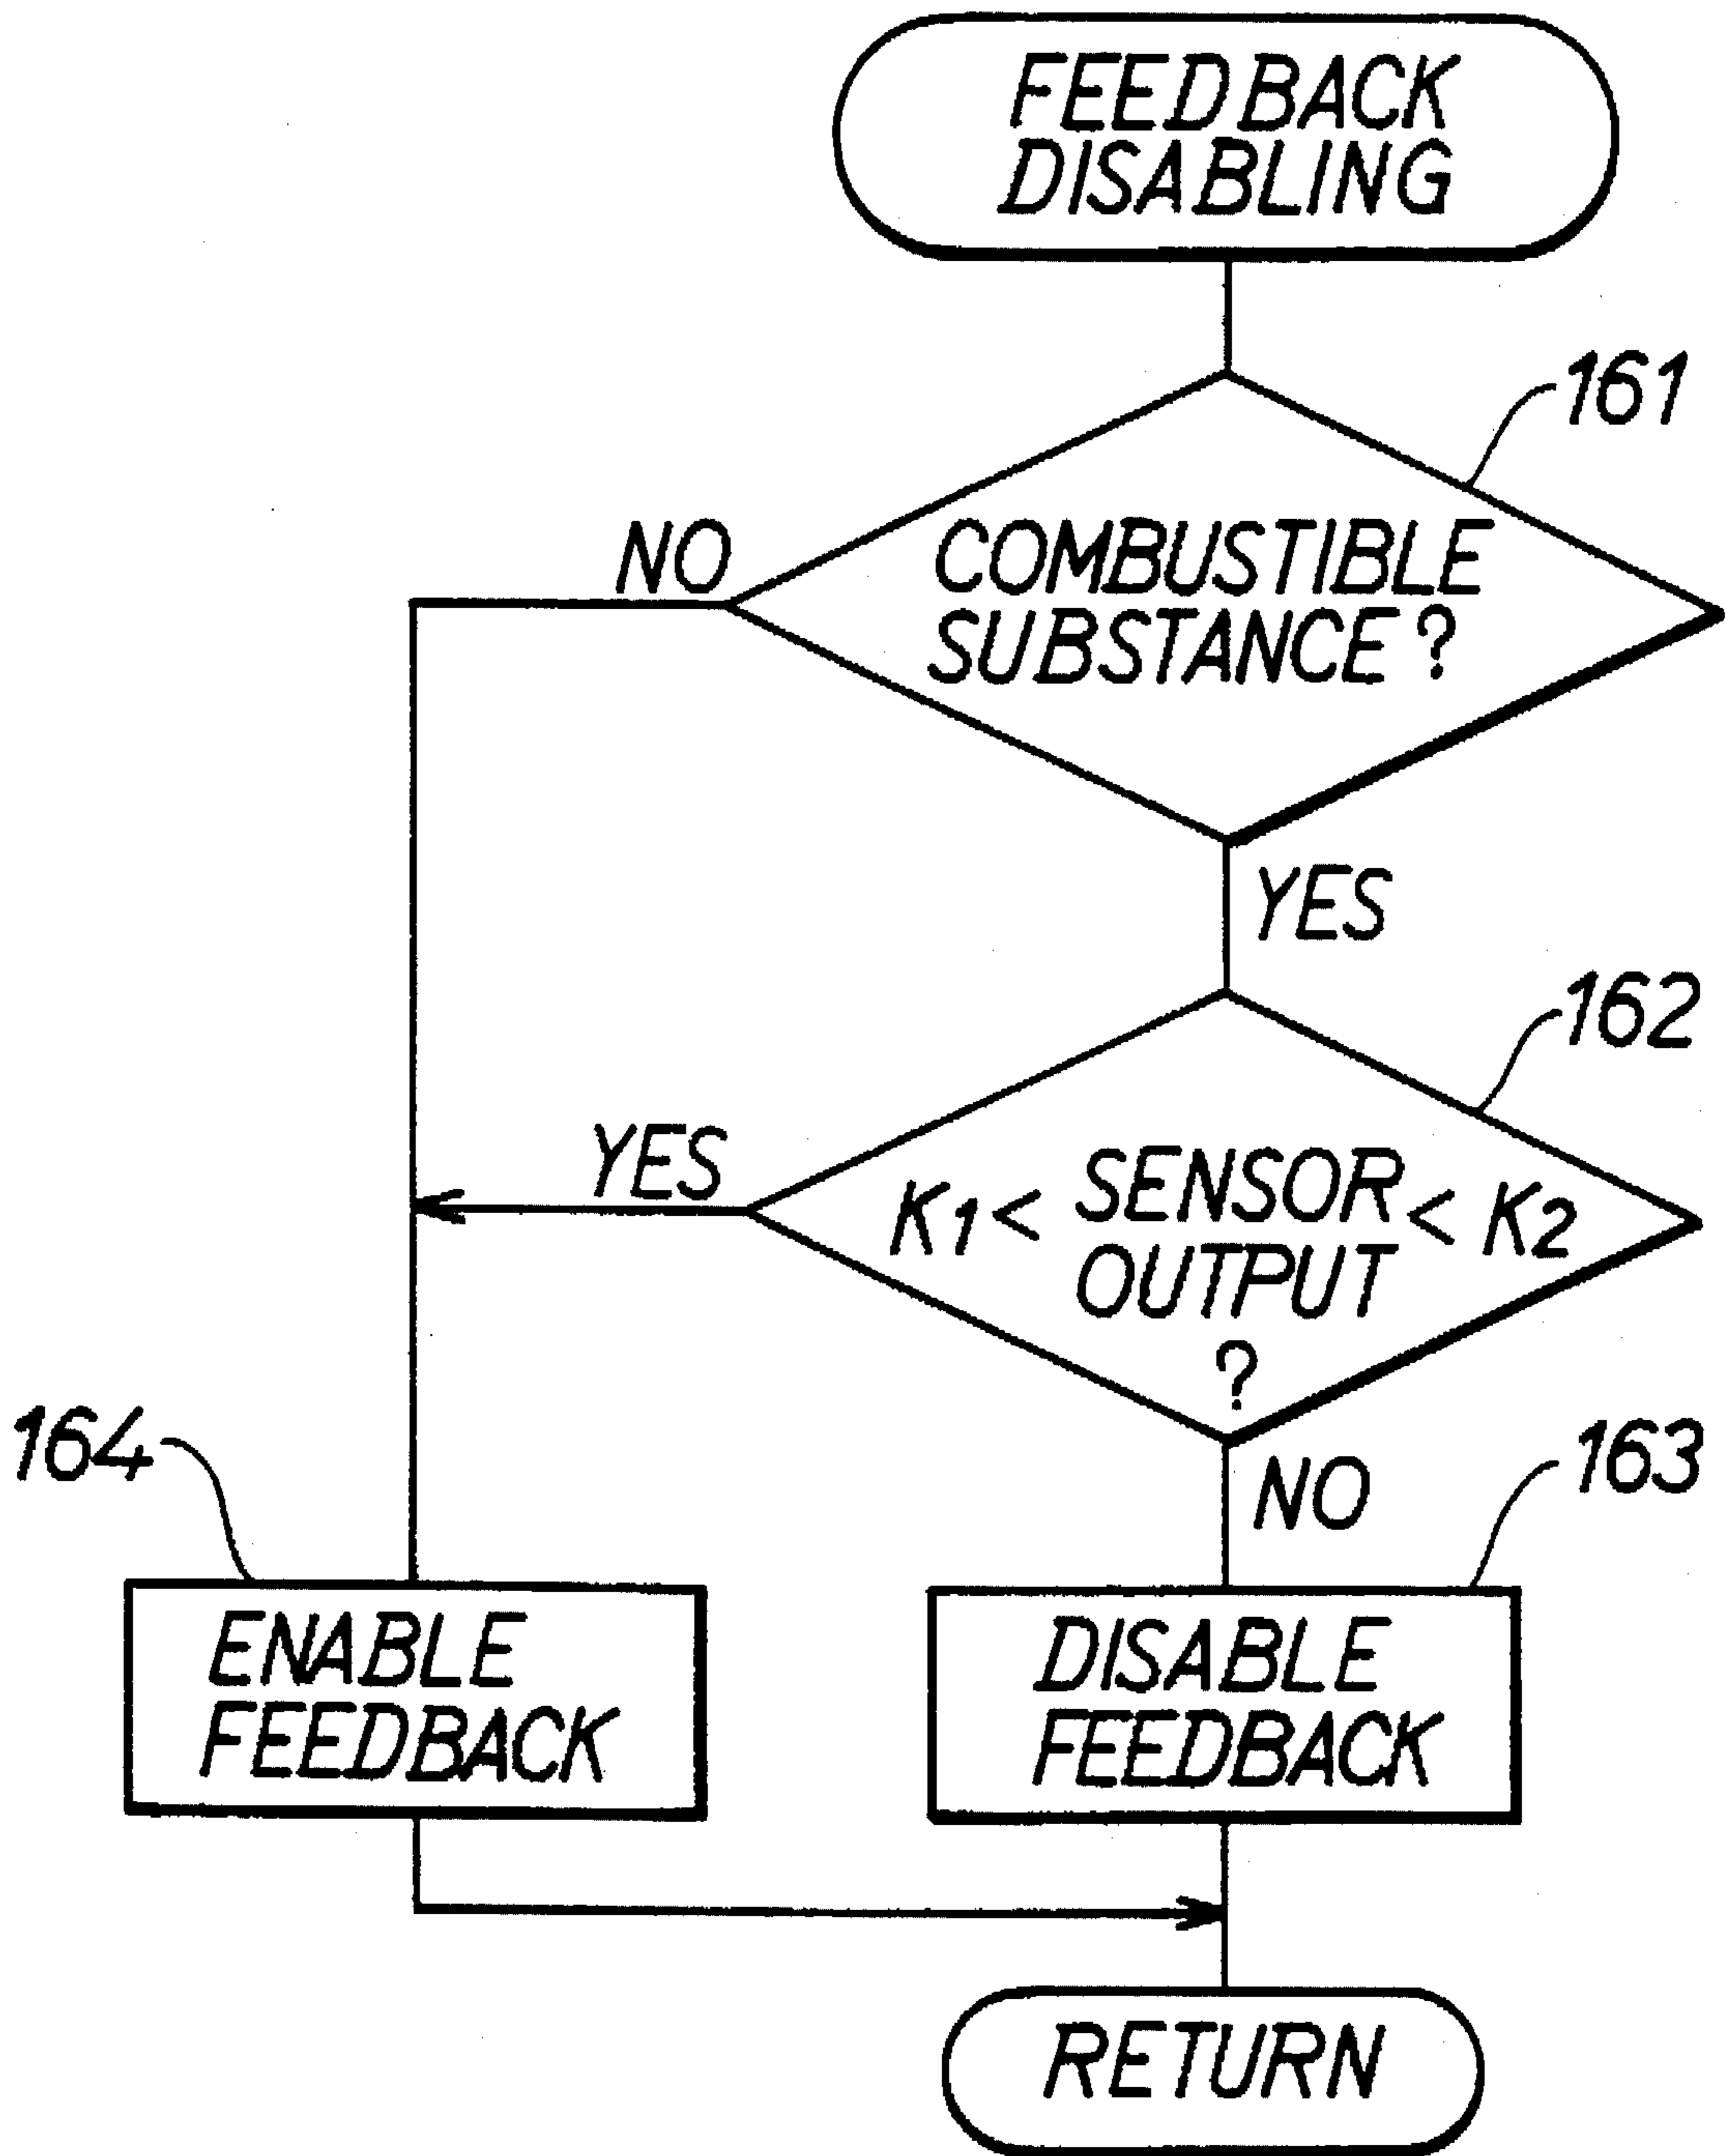 FEEDBACK
DISABLING
161
NO
COMBUSTIBLE
SUBSTANCE?
YES
162
YES
K1 < SENSOR OUTPUT < K2
?
164
NO
163
ENABLE
FEEDBACK
DISABLE
FEEDBACK
RETURN